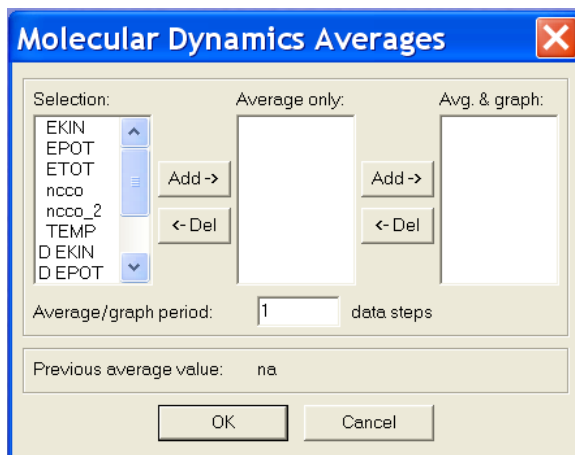 Molecular Dynamics Averages
Selection: Average only: Avg. & graph:
EKIN
EPOT
ETOT
ncco
ncco_2
TEMP
D EKIN
D EPOT
Add -> Add ->
<- Del <- Del
Average/graph period: 1 data steps
Previous average value: na
OK Cancel